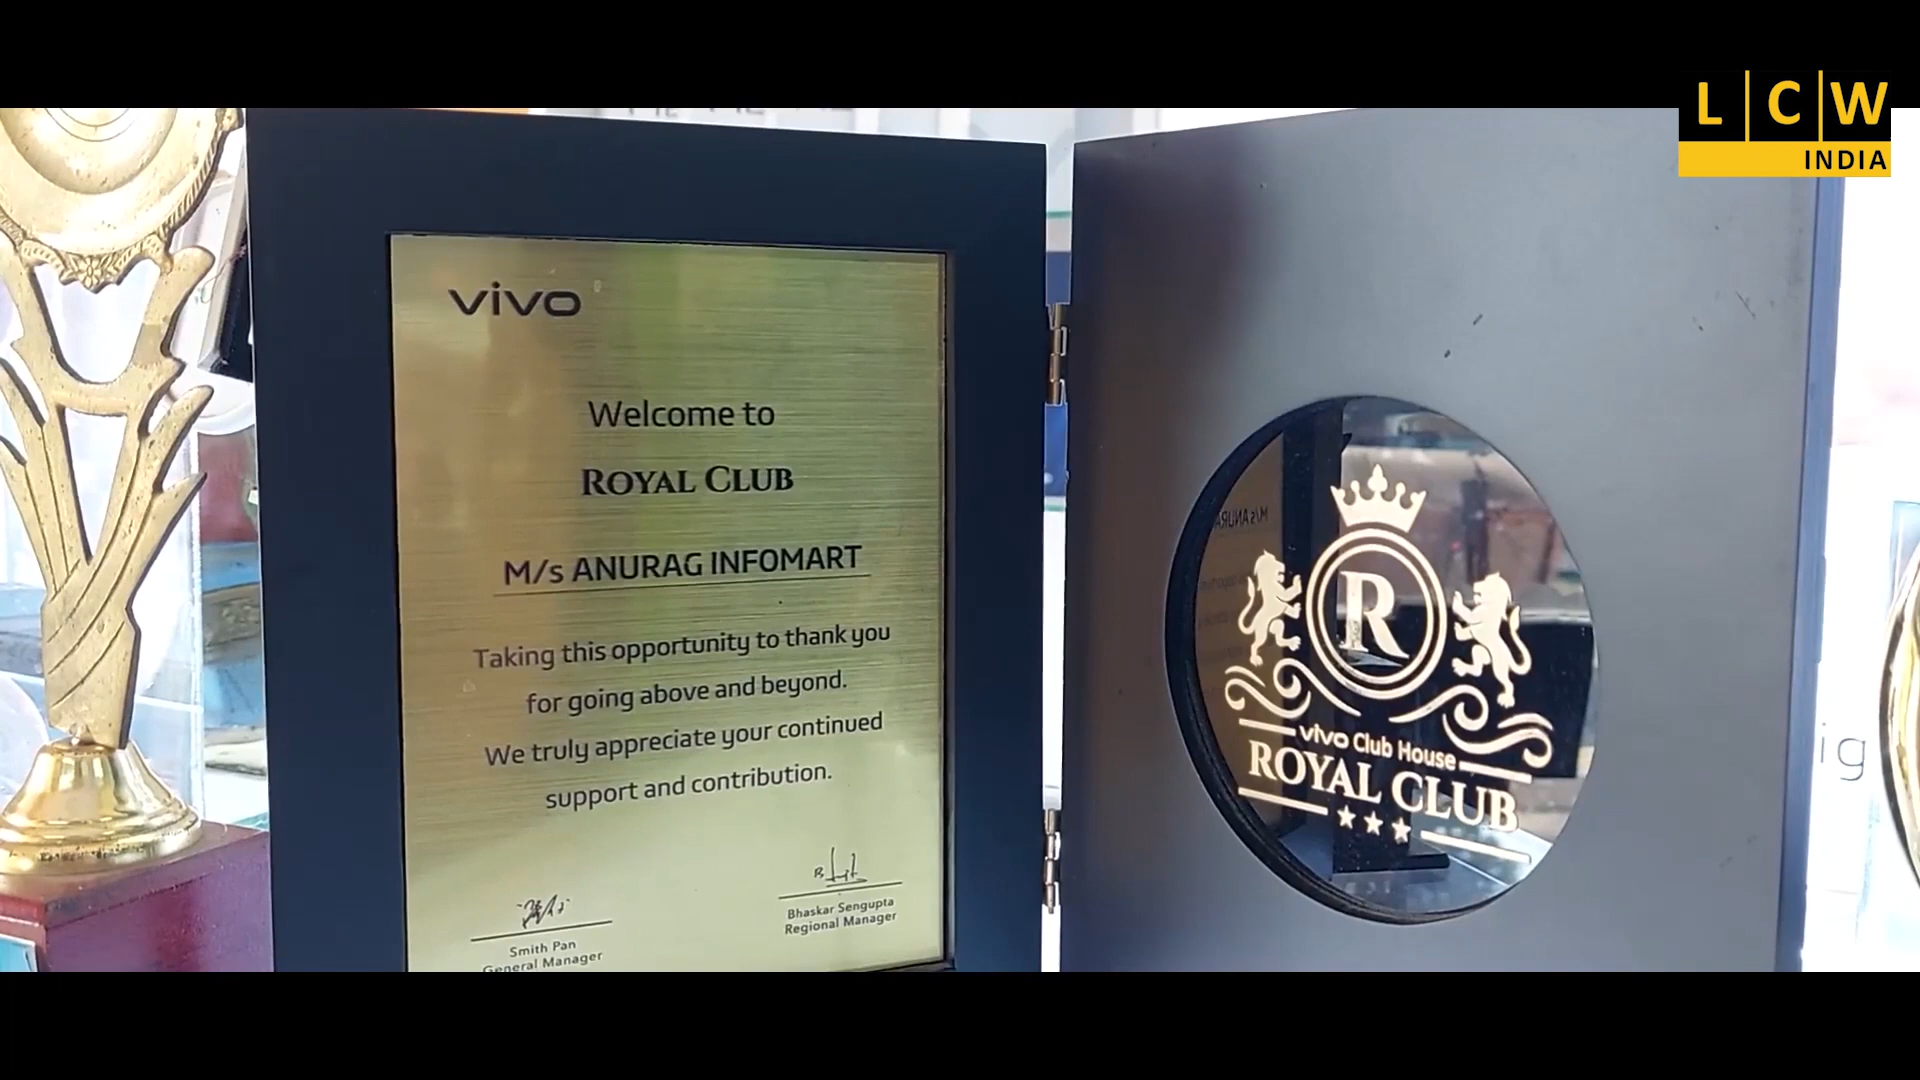 L C W
INDIA
vivo
Welcome to
ROYAL CLUB
M/s ANURAG INFOMART
Taking this opportunity to thank you
for going above and beyond.
We truly appreciate your continued
support and contribution.
Smith Pan
General Manager
Bhaskar Sengupta
Regional Manager
R
vivo Club House
ROYAL CLUB
ig